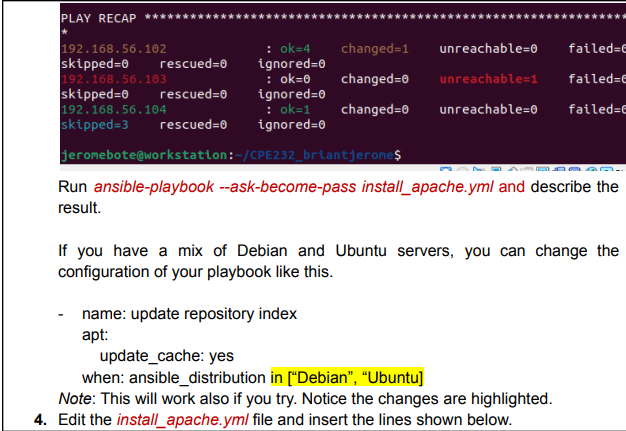 PLAY RECAP *****************************************************************
*
192.168.56.102 : ok=4 changed=1 unreachable=0 failed=0
skipped=0 rescued=0 ignored=0
192.168.56.103 : ok=0 changed=0 unreachable=1 failed=0
skipped=0 rescued=0 ignored=0
192.168.56.104 : ok=1 changed=0 unreachable=0 failed=0
skipped=3 rescued=0 ignored=0
jeromebote@workstation:~/CPE232_briantjerome$
Run ansible-playbook --ask-become-pass install_apache.yml and describe the
result.
If you have a mix of Debian and Ubuntu servers, you can change the
configuration of your playbook like this.
- name: update repository index
apt:
update_cache: yes
when: ansible_distribution in [“Debian”, “Ubuntu]
Note: This will work also if you try. Notice the changes are highlighted.
4. Edit the install_apache.yml file and insert the lines shown below.